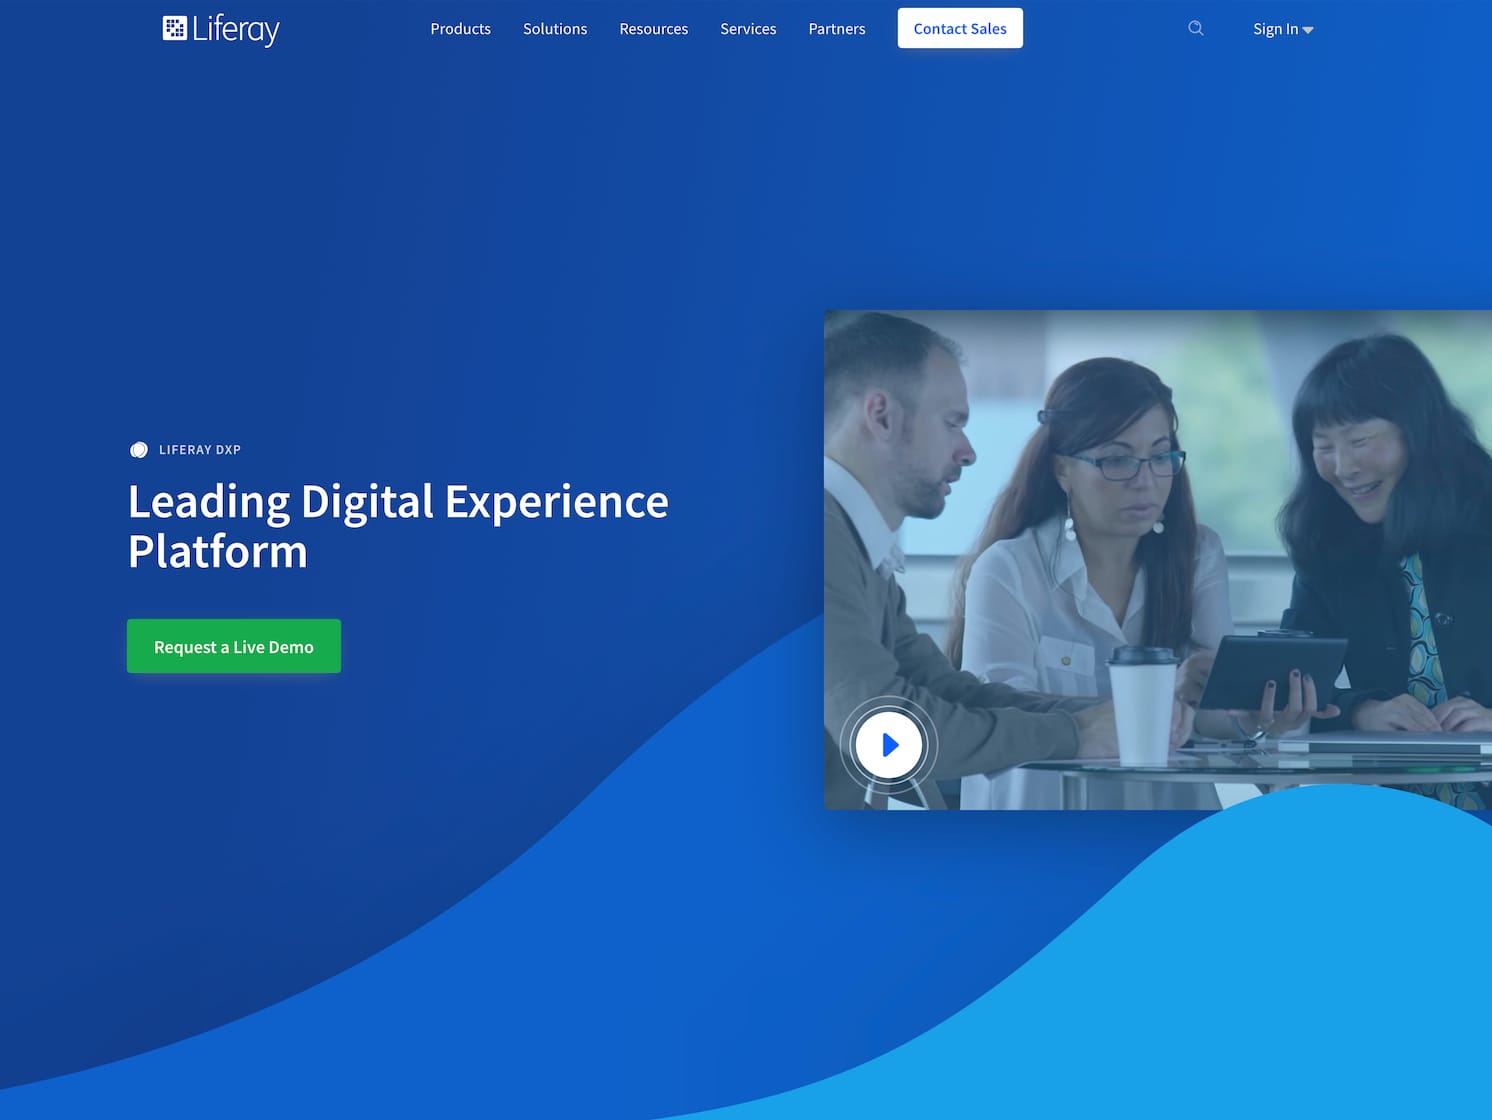 Liferay
Products
Solutions
Resources
Services
Partners
Contact Sales
Sign In
LIFERAY DXP
Leading Digital Experience
Platform
Request a Live Demo